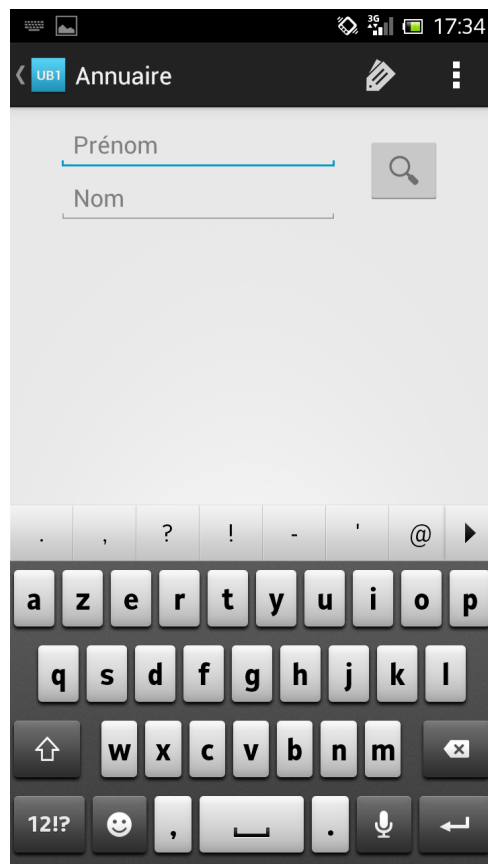 3G 17:34
UB1 Annuaire
Prénom
Nom
. , ? ! - ' @
a z e r t y u i o p
q s d f g h j k l
w x c v b n m
12!? , .